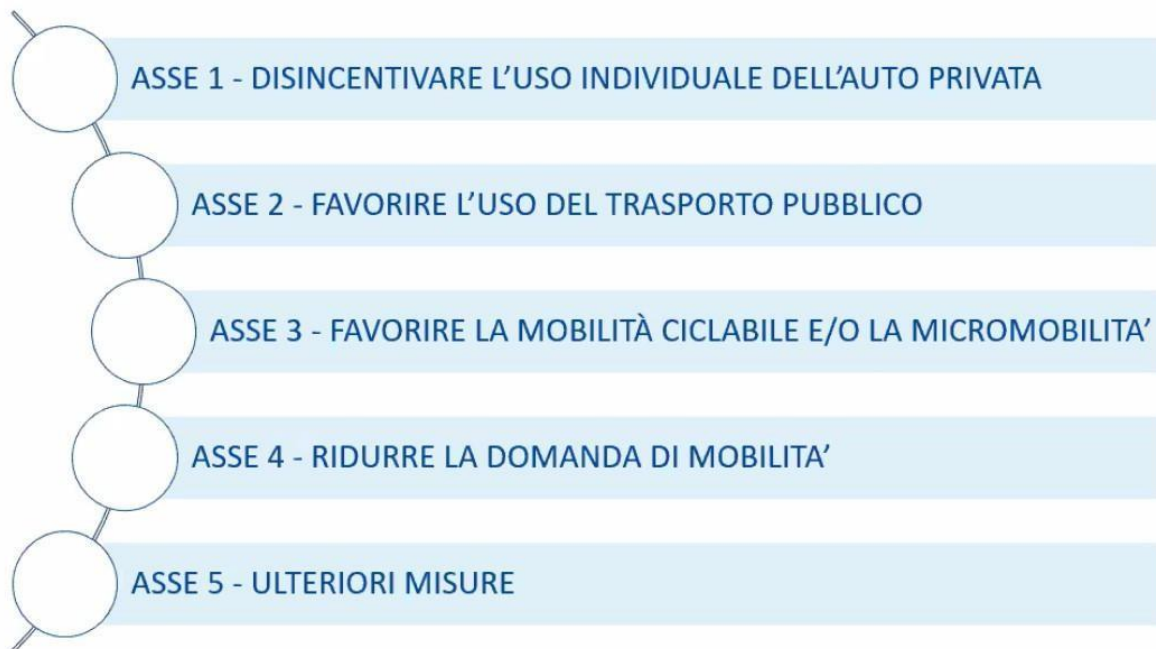 ASSE 1 - DISINCENTIVARE L’USO INDIVIDUALE DELL’AUTO PRIVATA
ASSE 2 - FAVORIRE L’USO DEL TRASPORTO PUBBLICO
ASSE 3 - FAVORIRE LA MOBILITÀ CICLABILE E/O LA MICROMOBILITA’
ASSE 4 - RIDURRE LA DOMANDA DI MOBILITA’
ASSE 5 - ULTERIORI MISURE